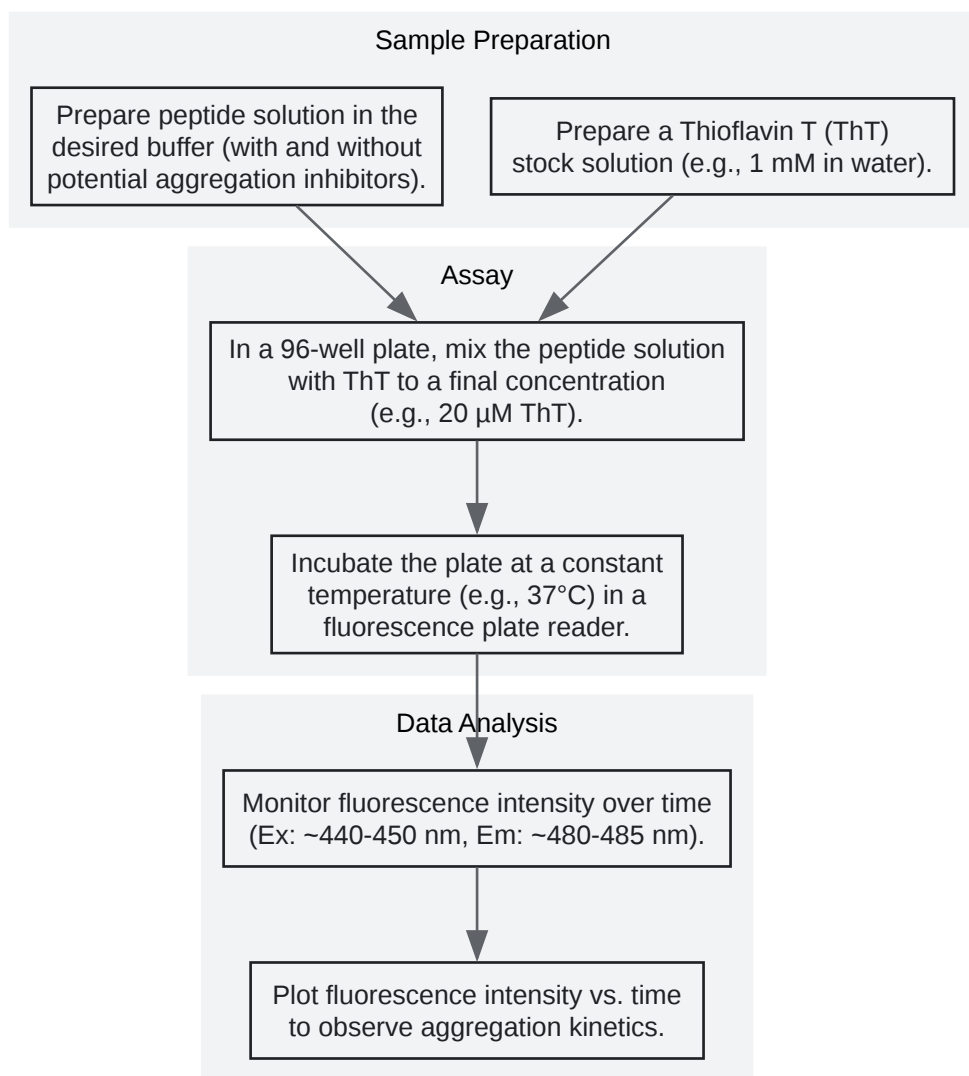 Sample Preparation
Prepare peptide solution in the
desired buffer (with and without
potential aggregation inhibitors).
Prepare a Thioflavin T (ThT)
stock solution (e.g., 1 mM in water).
Assay
In a 96-well plate, mix the peptide solution
with ThT to a final concentration
(e.g., 20 µM ThT).
Incubate the plate at a constant
temperature (e.g., 37°C) in a
fluorescence plate reader.
Data Analysis
Monitor fluorescence intensity over time
(Ex: ~440-450 nm, Em: ~480-485 nm).
Plot fluorescence intensity vs. time
to observe aggregation kinetics.